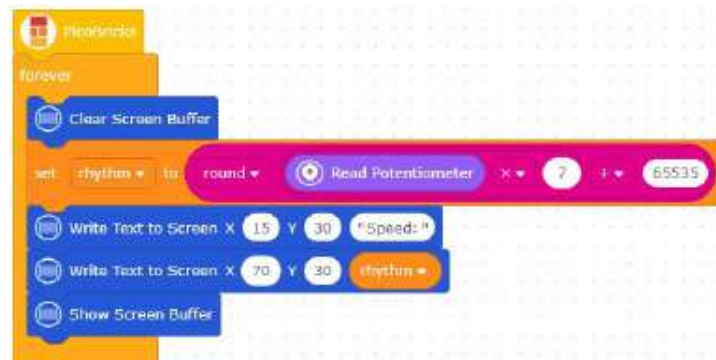 PicoBricks
forever
Clear Screen Buffer
set rhythm to round Read Potentiometer × 7 ÷ 65535
Write Text to Screen X 15 Y 30 "Speed: "
Write Text to Screen X 70 Y 30 rhythm
Show Screen Buffer